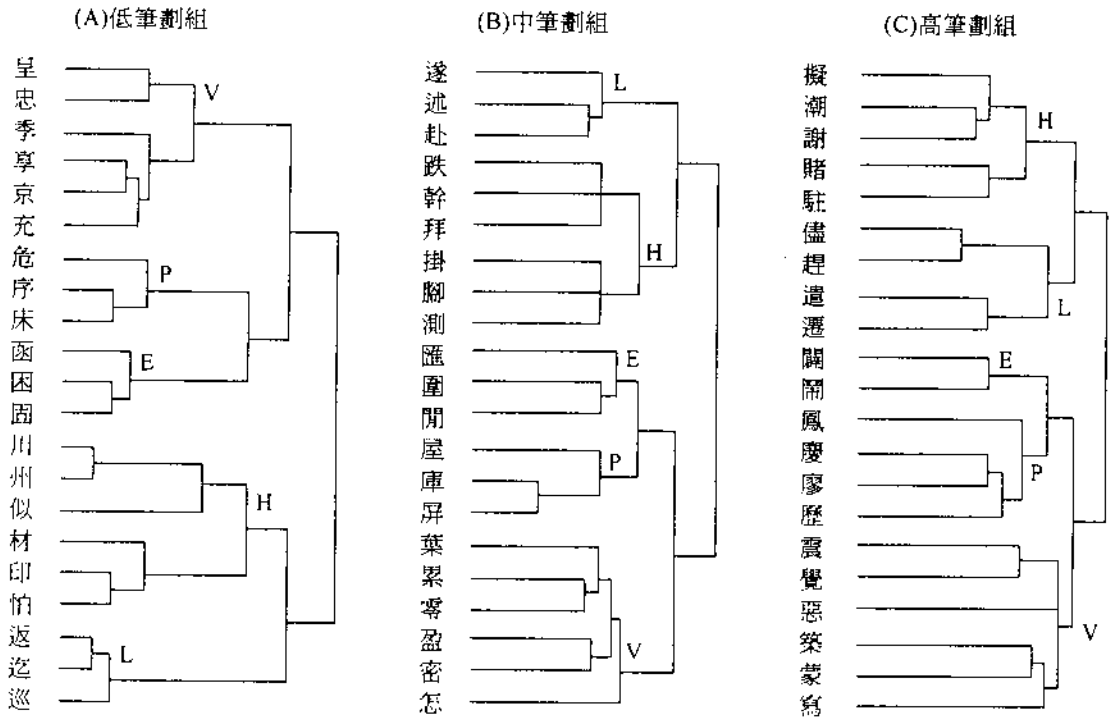 (A)低筆劃組
呈
忠
季
享
京
充
危
序
床
函
困
固
川
州
似
材
印
怕
返
迄
巡
V
P
E
H
L
(B)中筆劃組
遂
述
赴
跌
幹
拜
掛
腳
測
匯
圍
閒
屋
庫
屏
葉
累
零
盈
密
怎
L
H
E
P
V
(C)高筆劃組
擬
潮
謝
賭
駐
儘
趕
遣
遷
闢
鬧
鳳
慶
廖
歷
震
覺
惡
築
蒙
寫
H
L
E
P
V